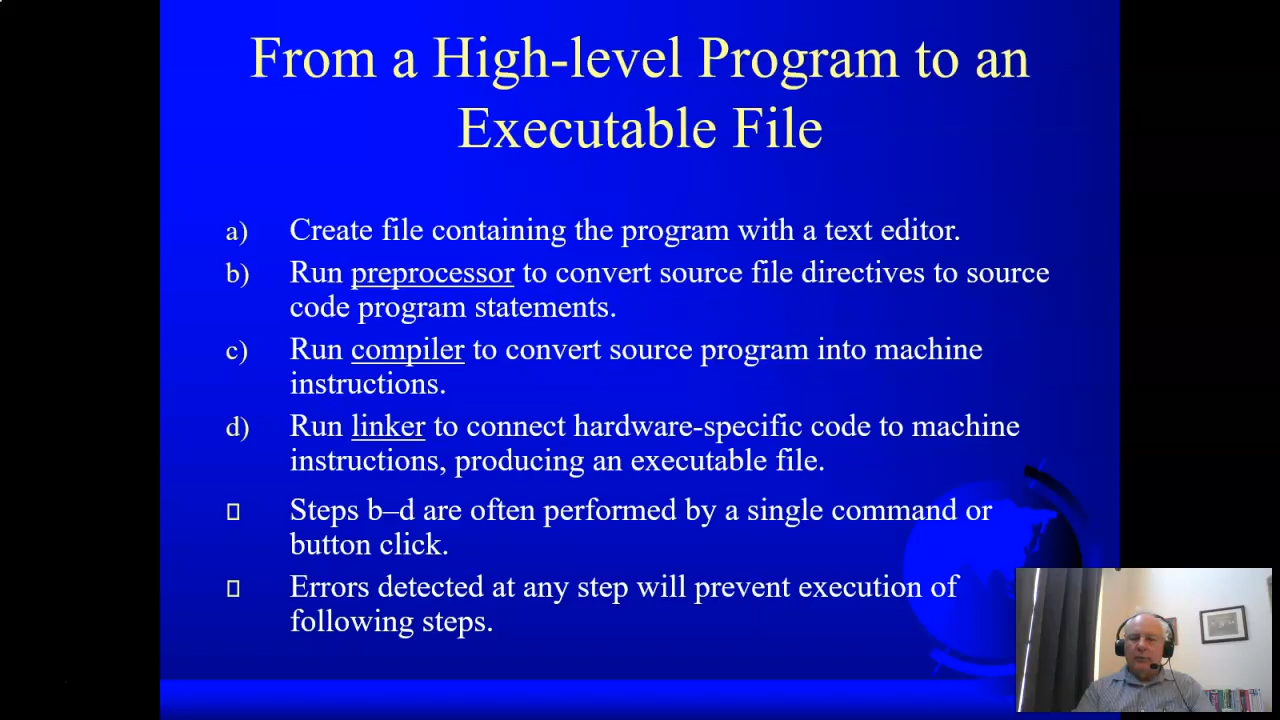 From a High-level Program to an
Executable File
a) Create file containing the program with a text editor.
b) Run preprocessor to convert source file directives to source
code program statements.
c) Run compiler to convert source program into machine
instructions.
d) Run linker to connect hardware-specific code to machine
instructions, producing an executable file.
Steps b–d are often performed by a single command or
button click.
Errors detected at any step will prevent execution of
following steps.